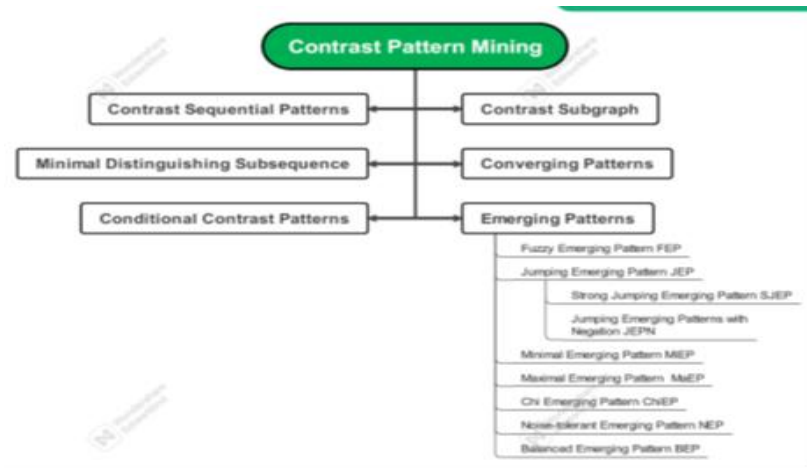 Contrast Pattern Mining
Contrast Sequential Patterns
Contrast Subgraph
Minimal Distinguishing Subsequence
Converging Patterns
Conditional Contrast Patterns
Emerging Patterns
Fuzzy Emerging Pattern FEP
Jumping Emerging Pattern JEP
Strong Jumping Emerging Pattern SJEP
Jumping Emerging Patterns with
Negation JEPN
Minimal Emerging Pattern MiEP
Maximal Emerging Pattern MaEP
Chi Emerging Pattern ChiEP
Noise-tolerant Emerging Pattern NEP
Balanced Emerging Pattern BEP